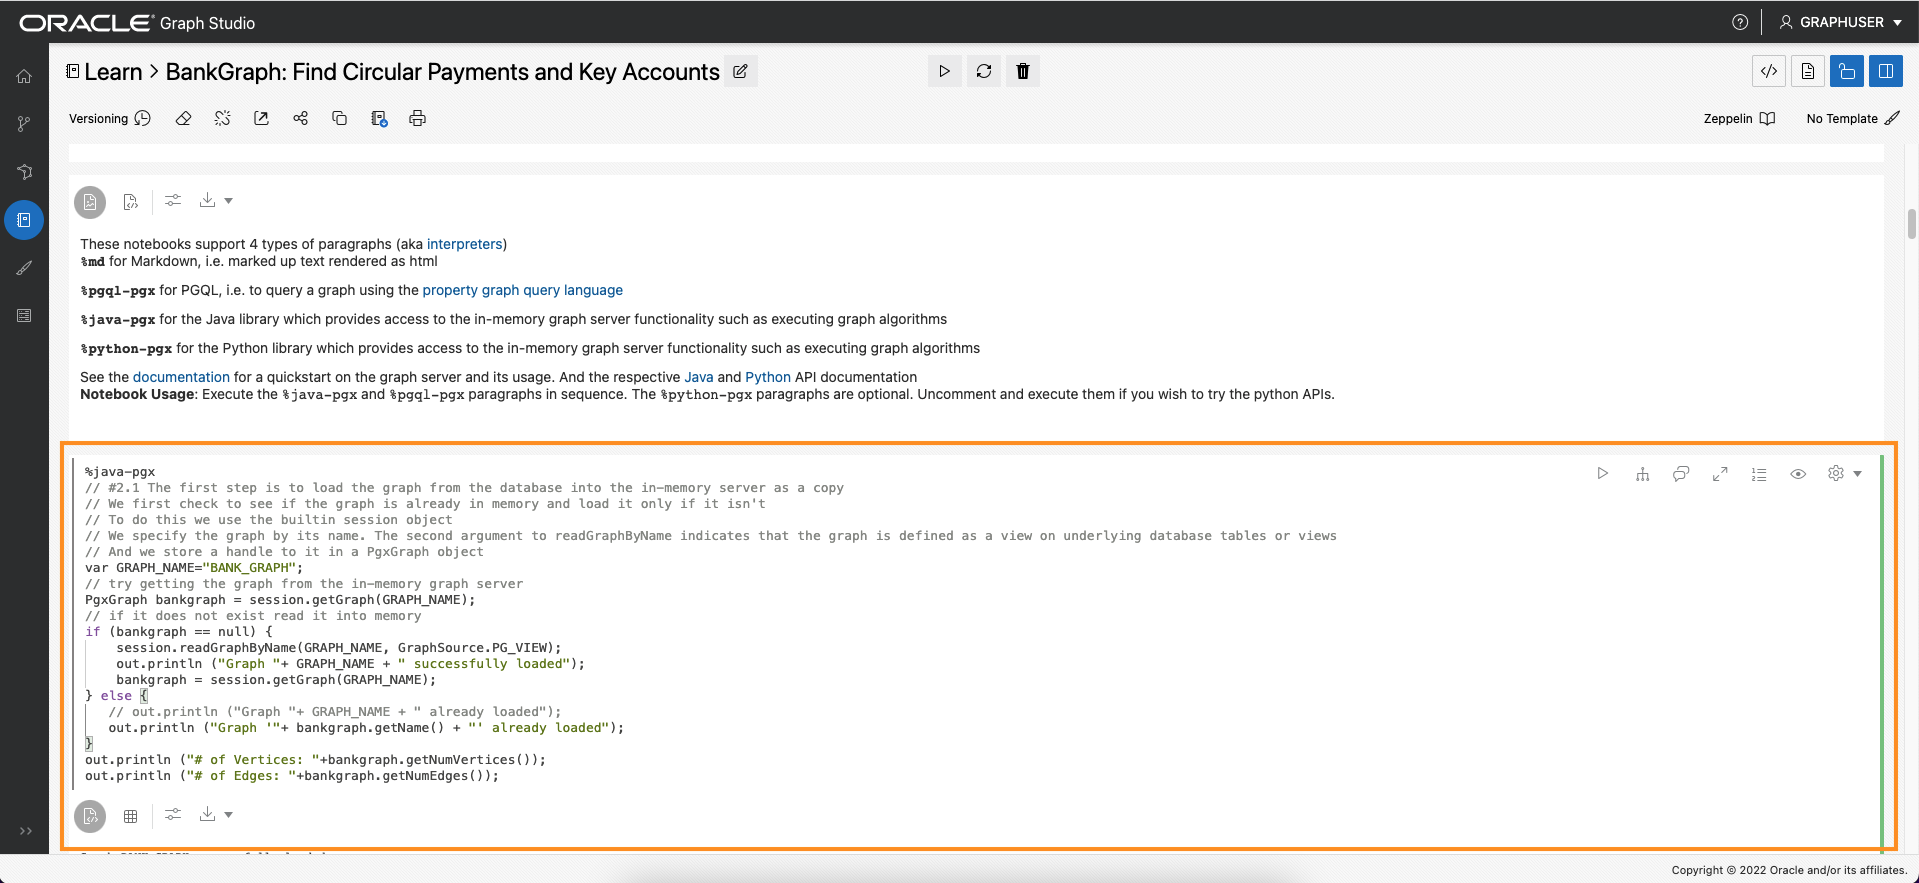 ORACLE Graph Studio
GRAPHUSER
Learn > BankGraph: Find Circular Payments and Key Accounts
Versioning
Zeppelin
No Template
These notebooks support 4 types of paragraphs (aka interpreters)
%md for Markdown, i.e. marked up text rendered as html
%pgql-pgx for PGQL, i.e. to query a graph using the property graph query language
%java-pgx for the Java library which provides access to the in-memory graph server functionality such as executing graph algorithms
%python-pgx for the Python library which provides access to the in-memory graph server functionality such as executing graph algorithms
See the documentation for a quickstart on the graph server and its usage. And the respective Java and Python API documentation
Notebook Usage: Execute the %java-pgx and %pgql-pgx paragraphs in sequence. The %python-pgx paragraphs are optional. Uncomment and execute them if you wish to try the python APIs.
%java-pgx
// #2.1 The first step is to load the graph from the database into the in-memory server as a copy
// We first check to see if the graph is already in memory and load it only if it isn't
// To do this we use the builtin session object
// We specify the graph by its name. The second argument to readGraphByName indicates that the graph is defined as a view on underlying database tables or views
// And we store a handle to it in a PgxGraph object
var GRAPH_NAME="BANK_GRAPH";
// try getting the graph from the in-memory graph server
PgxGraph bankgraph = session.getGraph(GRAPH_NAME);
// if it does not exist read it into memory
if (bankgraph == null) {
    session.readGraphByName(GRAPH_NAME, GraphSource.PG_VIEW);
    out.println ("Graph "+ GRAPH_NAME + " successfully loaded");
    bankgraph = session.getGraph(GRAPH_NAME);
} else {
   // out.println ("Graph "+ GRAPH_NAME + " already loaded");
   out.println ("Graph '"+ bankgraph.getName() + "' already loaded");
}
out.println ("# of Vertices: "+bankgraph.getNumVertices());
out.println ("# of Edges: "+bankgraph.getNumEdges());
Copyright © 2022 Oracle and/or its affiliates.